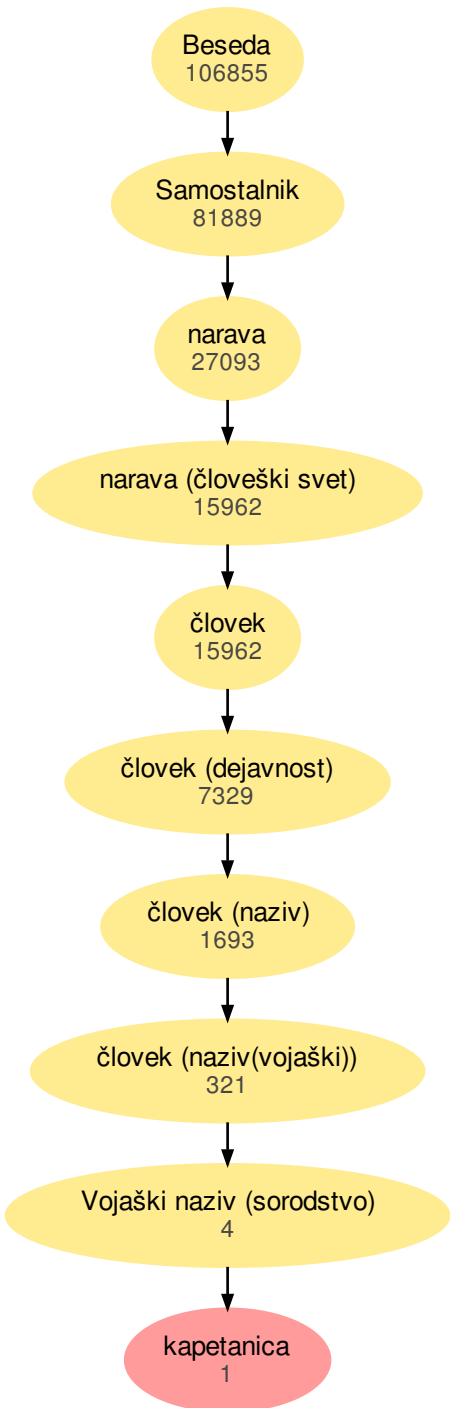 Beseda
106855
Samostalnik
81889
narava
27093
narava (človeški svet)
15962
človek
15962
človek (dejavnost)
7329
človek (naziv)
1693
človek (naziv(vojaški))
321
Vojaški naziv (sorodstvo)
4
kapetanica
1